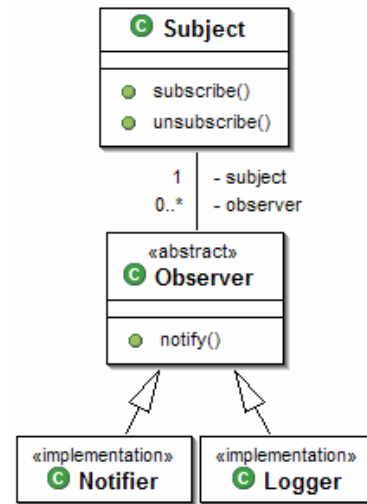 C Subject
subscribe()
unsubscribe()
1 - subject
0..* - observer
«abstract»
C Observer
notify()
«implementation»
C Notifier
«implementation»
C Logger